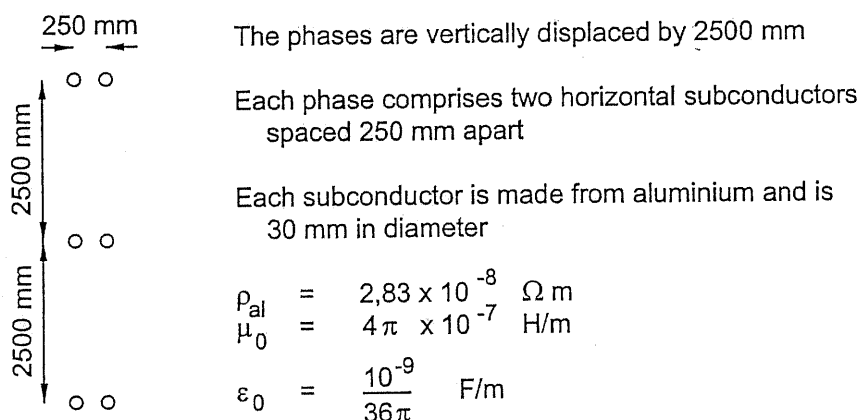 250 mm
The phases are vertically displaced by 2500 mm
Each phase comprises two horizontal subconductors
spaced 250 mm apart
2500 mm
Each subconductor is made from aluminium and is
30 mm in diameter
2500 mm
ρal = 2,83 x 10⁻⁸ Ω m
μ0 = 4π x 10⁻⁷ H/m
ε0 = 10⁻⁹/36π F/m